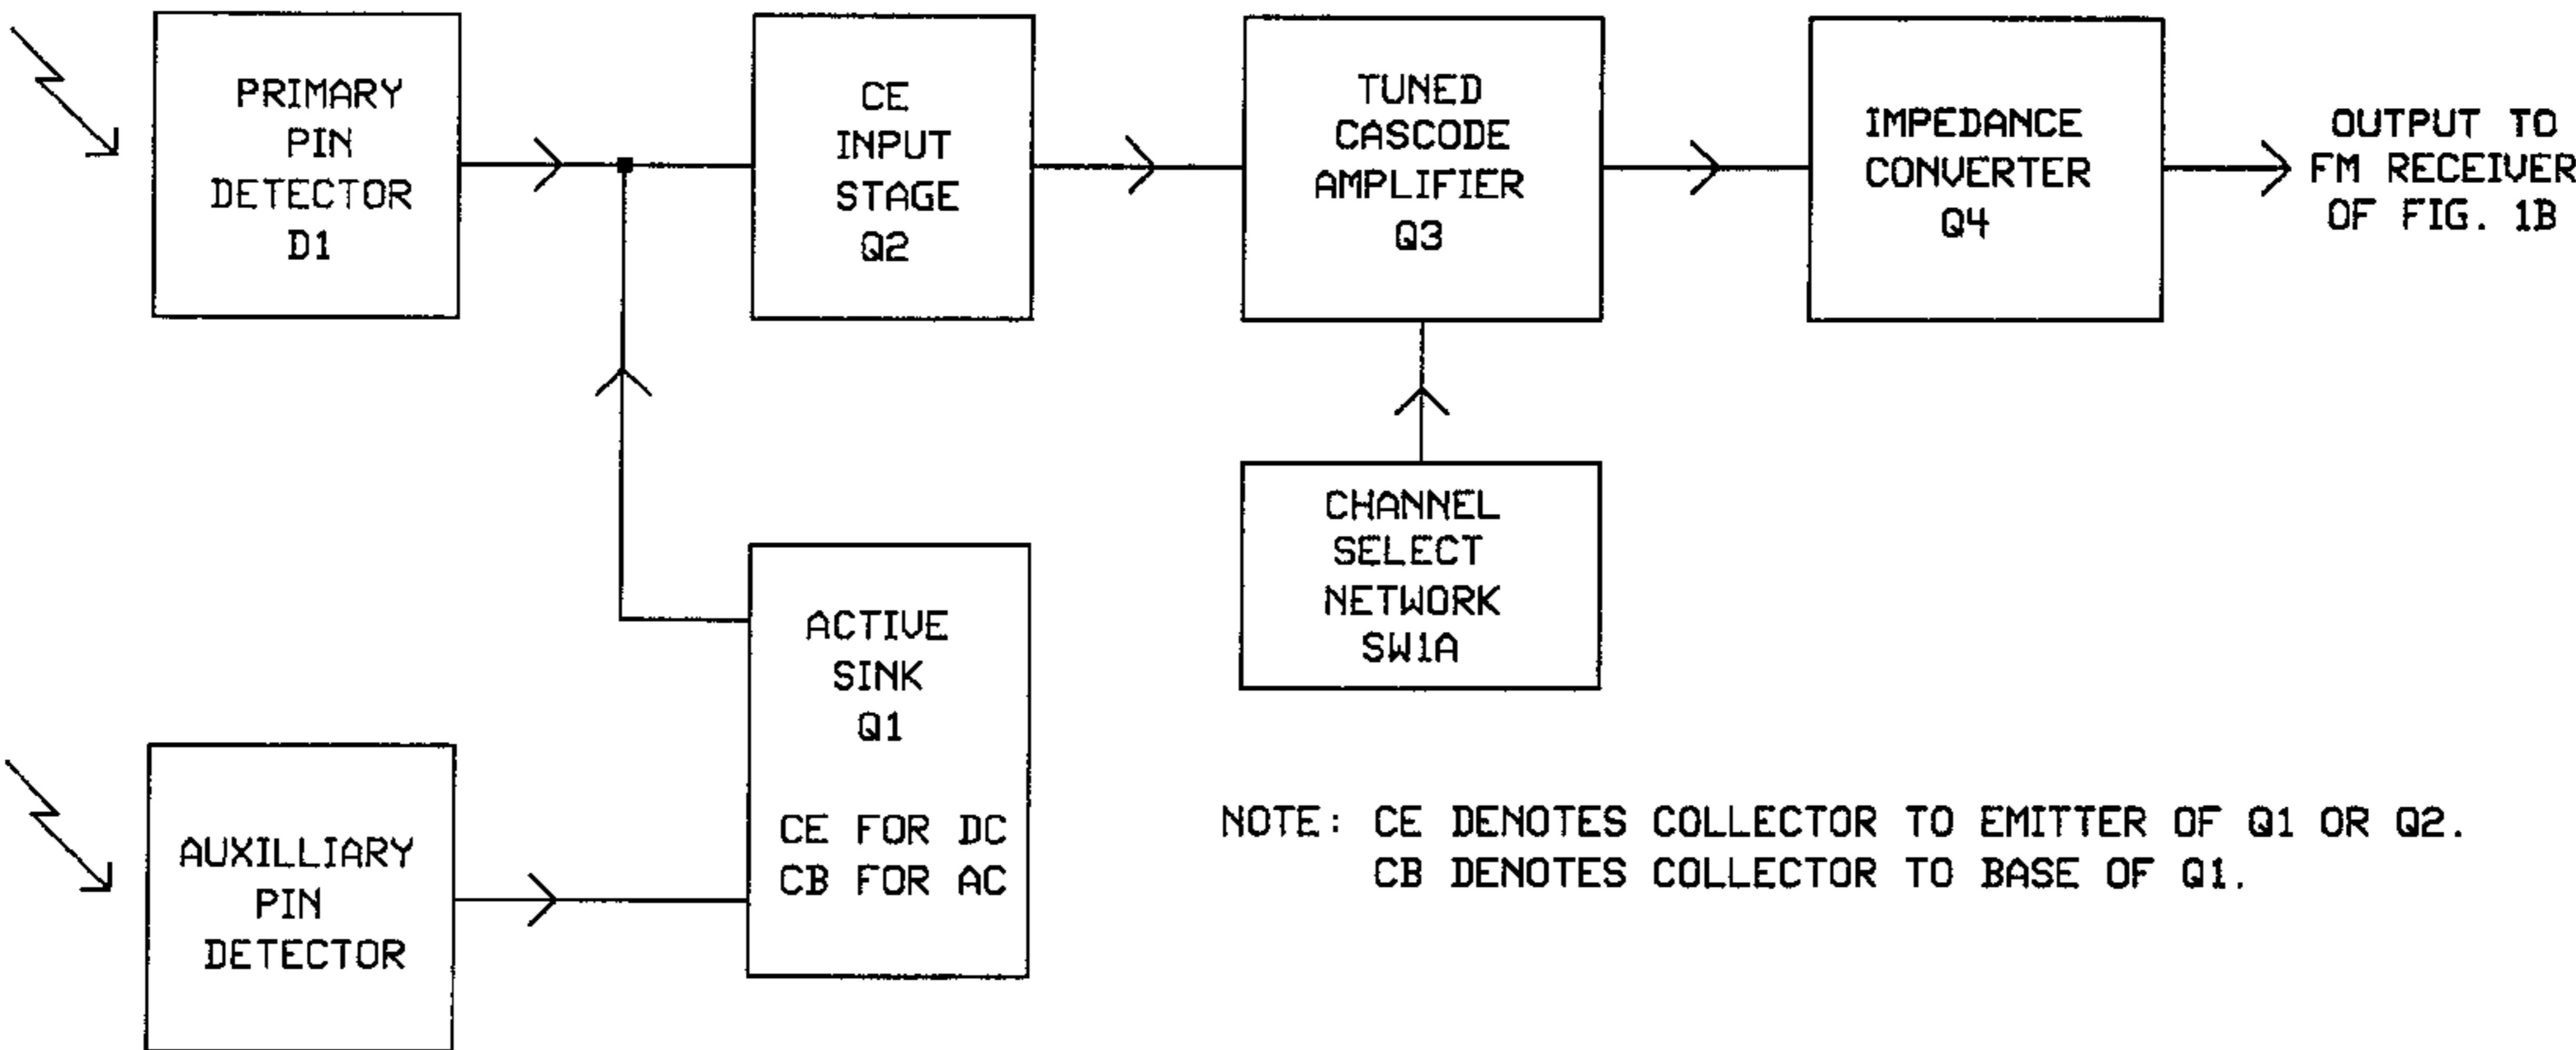 PRIMARY
PIN
DETECTOR
D1
CE
INPUT
STAGE
Q2
TUNED
CASCODE
AMPLIFIER
Q3
IMPEDANCE
CONVERTER
Q4
OUTPUT TO
FM RECEIVER
OF FIG. 1B
CHANNEL
SELECT
NETWORK
SW1A
ACTIVE
SINK
Q1
CE FOR DC
CB FOR AC
AUXILLIARY
PIN
DETECTOR
NOTE: CE DENOTES COLLECTOR TO EMITTER OF Q1 OR Q2.
CB DENOTES COLLECTOR TO BASE OF Q1.